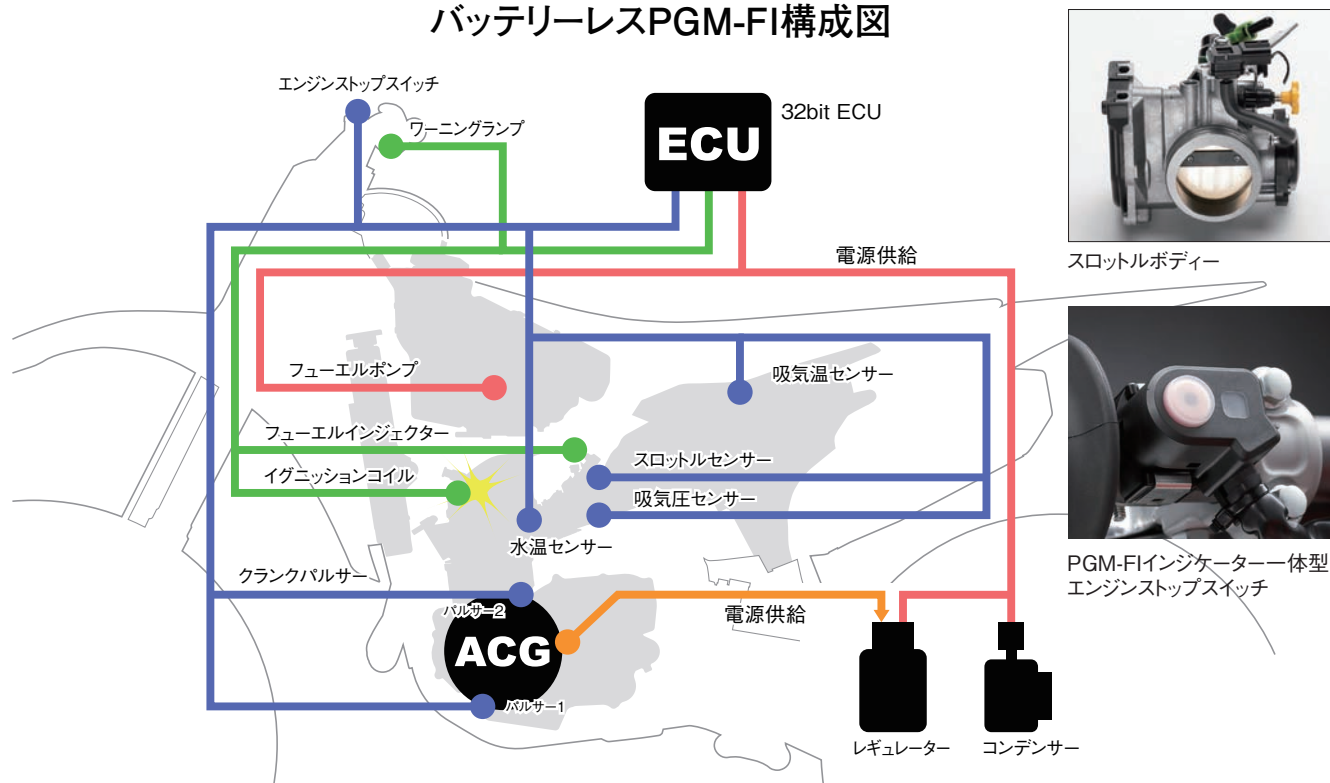 バッテリーレスPGM-FI構成図
エンジンストップスイッチ
ワーニングランプ
ECU
32bit ECU
スロットルボディー
電源供給
フューエルポンプ
吸気温センサー
フューエルインジェクター
スロットルセンサー
イグニッションコイル
吸気圧センサー
水温センサー
PGM-FIインジケーター一体型
エンジンストップスイッチ
クランクパルサー
パルサー2
電源供給
ACG
パルサー1
レギュレーター
コンデンサー